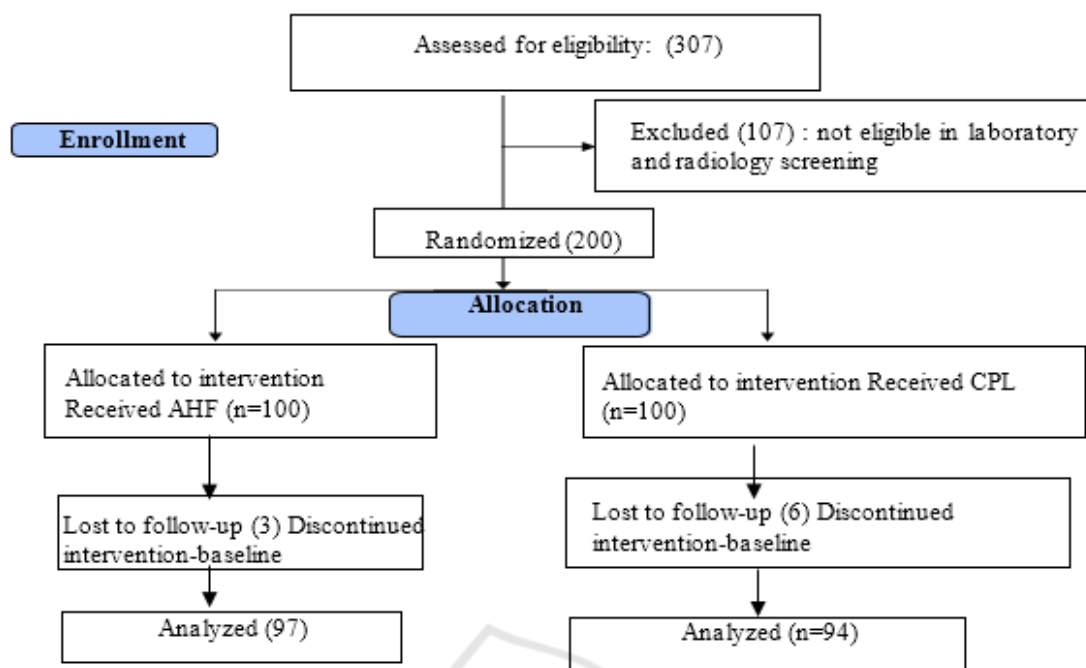 Assessed for eligibility: (307)
Enrollment
Excluded (107) : not eligible in laboratory
and radiology screening
Randomized (200)
Allocation
Allocated to intervention
Received AHF (n=100)
Allocated to intervention Received CPL
(n=100)
Lost to follow-up (3) Discontinued
intervention-baseline
Lost to follow-up (6) Discontinued
intervention-baseline
Analyzed (97)
Analyzed (n=94)